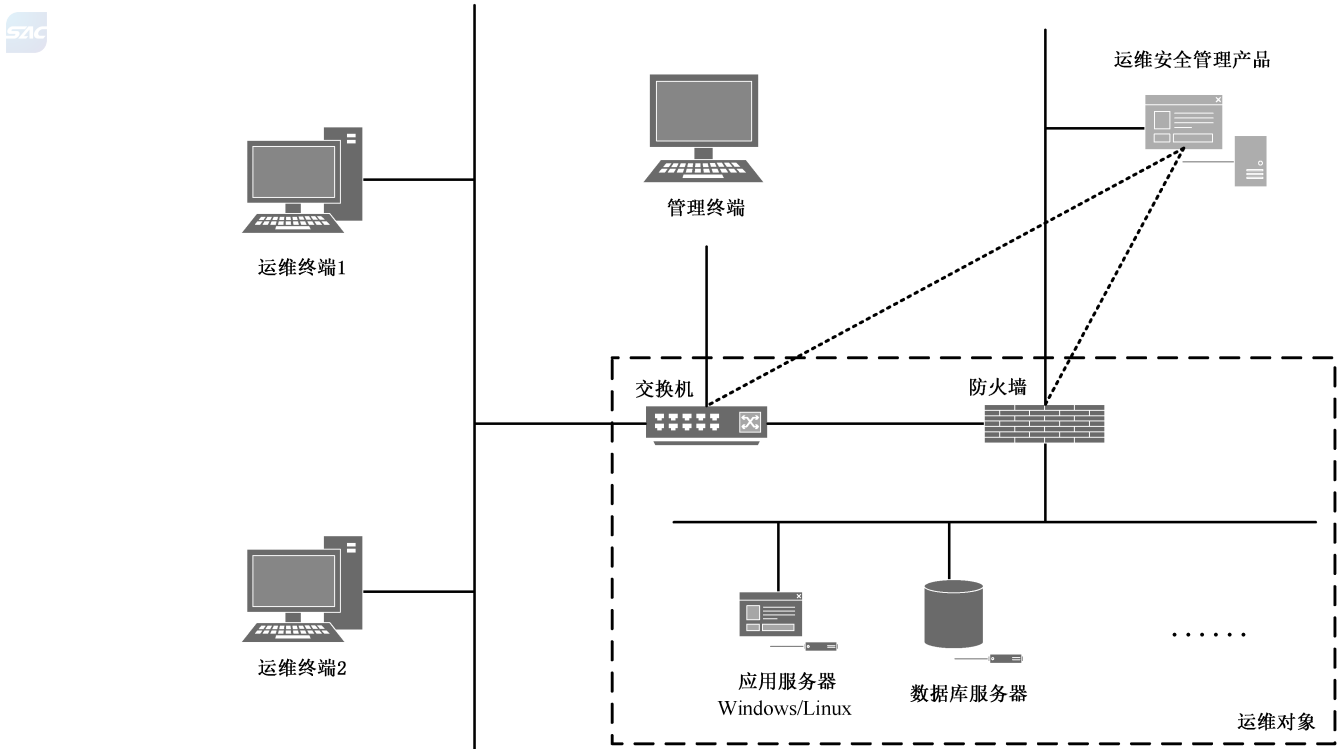 SAC
运维安全管理产品
管理终端
运维终端1
交换机
防火墙
运维终端2
应用服务器
Windows/Linux
数据库服务器
......
运维对象